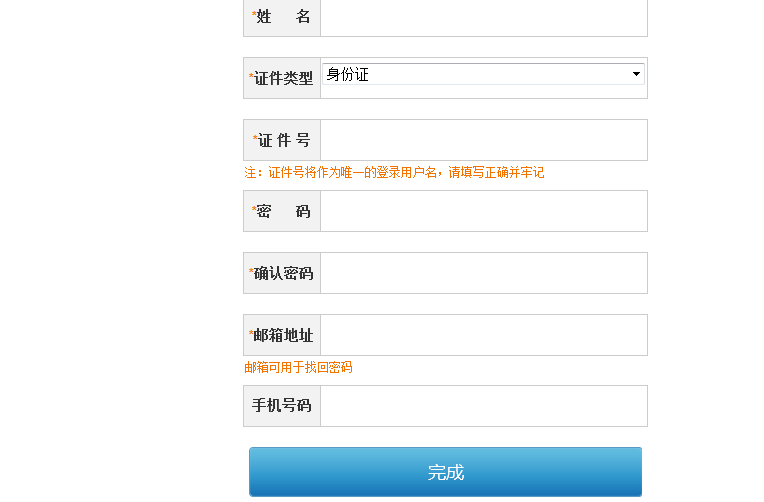 *姓 名
*证件类型 身份证
*证 件 号
注：证件号将作为唯一的登录用户名，请填写正确并牢记
*密 码
*确认密码
*邮箱地址
邮箱可用于找回密码
手机号码
完成